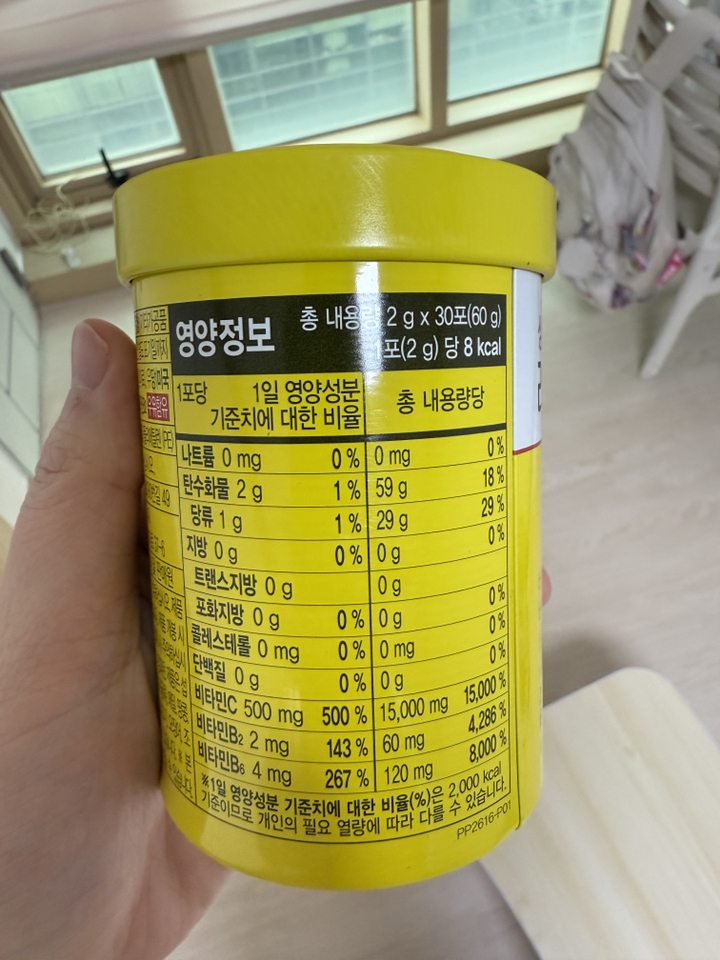 영양정보
총 내용량 2 g x 30포(60 g)
1포(2 g) 당 8 kcal
1포당 1일 영양성분 기준치에 대한 비율 총 내용량당
나트륨 0 mg 0 % 0 mg 0 %
탄수화물 2 g 1 % 59 g 18 %
당류 1 g 1 % 29 g 29 %
지방 0 g 0 % 0 g 0 %
트랜스지방 0 g 0 g
포화지방 0 g 0 % 0 g 0 %
콜레스테롤 0 mg 0 % 0 mg 0 %
단백질 0 g 0 % 0 g 0 %
비타민C 500 mg 500 % 15,000 mg 15,000 %
비타민B₂ 2 mg 143 % 60 mg 4,286 %
비타민B₆ 4 mg 267 % 120 mg 8,000 %
※1일 영양성분 기준치에 대한 비율(%)은 2,000 kcal
기준이므로 개인의 필요 열량에 따라 다를 수 있습니다.
PP2616-P01
우유함유